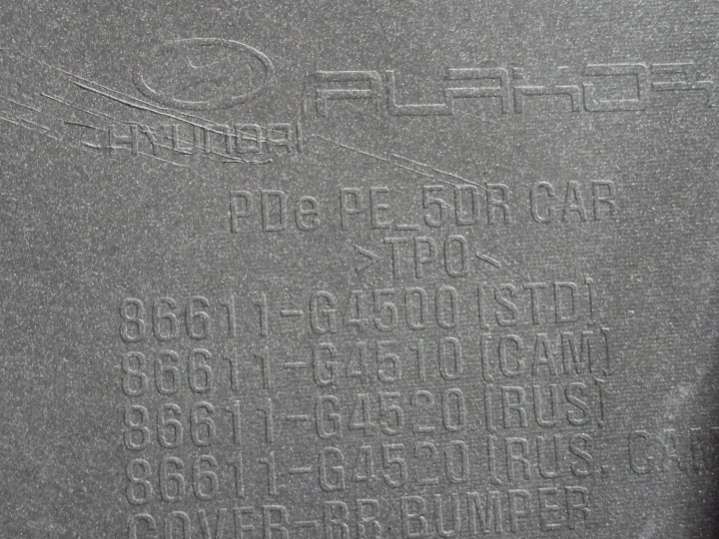 HYUNDAI PLAKOR
PDe PE_5DR CAR
>TPO<
86611-G4500 [STD]
86611-G4510 [CAM]
86611-G4520 [RUS]
86611-G4520 [RUS. CAM
COVER-RR BUMPER